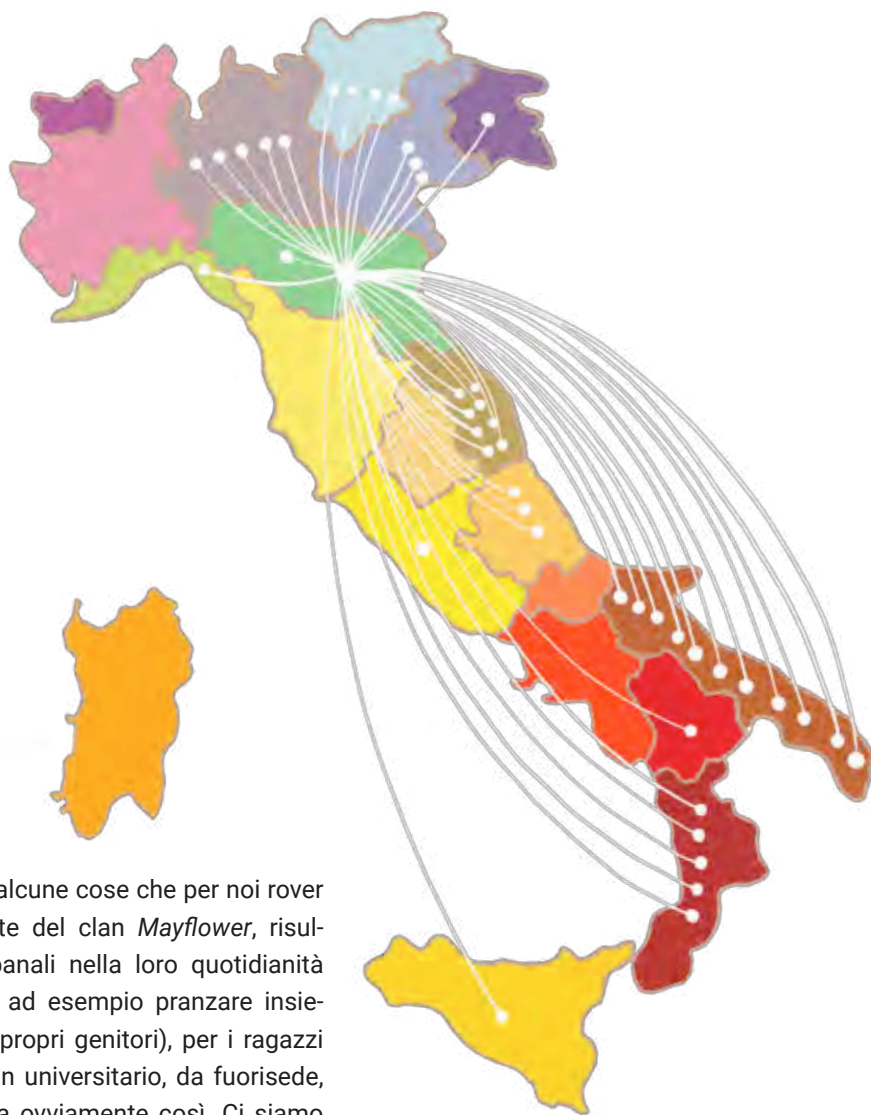 alcune cose che per noi rover
te del clan Mayflower, risul-
banali nella loro quotidianità
ad esempio pranzare insie-
propri genitori), per i ragazzi
n universitario, da fuorisede,
a ovviamente così. Ci siamo